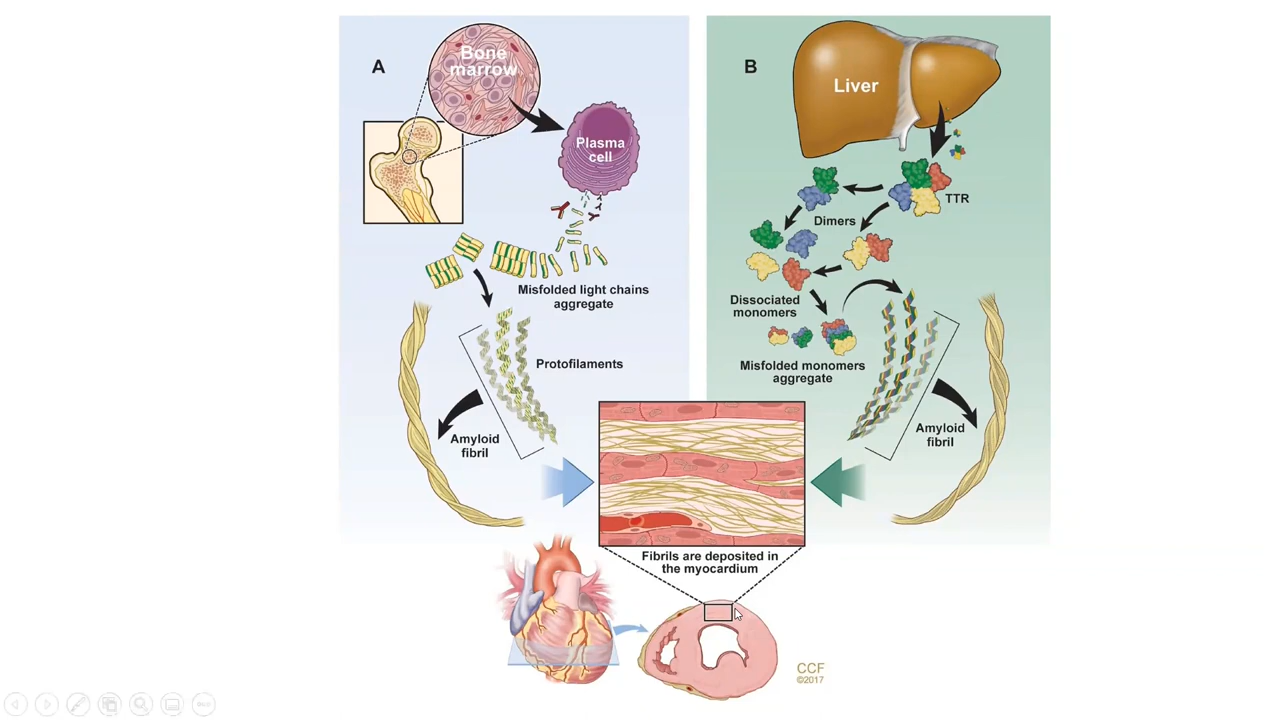 A
Bone
marrow
Plasma
cell
Misfolded light chains
aggregate
Protofilaments
Amyloid
fibril
B
Liver
TTR
Dimers
Dissociated
monomers
Misfolded monomers
aggregate
Amyloid
fibril
Fibrils are deposited in
the myocardium
CCF
©2017